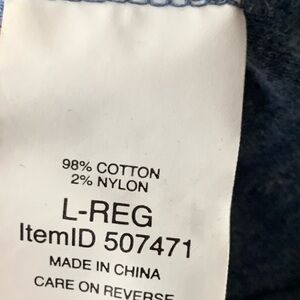 98% COTTON
2% NYLON
L-REG
ItemID 507471
MADE IN CHINA
CARE ON REVERSE